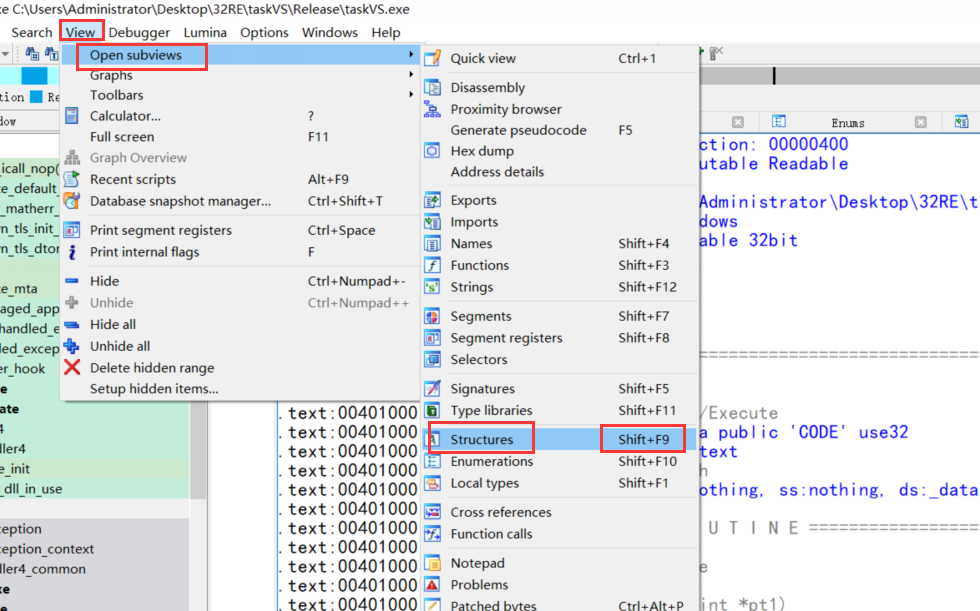 e C:\Users\Administrator\Desktop\32RE\taskVS\Release\taskVS.exe
Search View Debugger Lumina Options Windows Help
Open subviews
Graphs
Toolbars
Calculator... ?
Full screen F11
Graph Overview
Recent scripts Alt+F9
Database snapshot manager... Ctrl+Shift+T
Print segment registers Ctrl+Space
Print internal flags F
Hide Ctrl+Numpad+-
Unhide Ctrl+Numpad++
Hide all
Unhide all
Delete hidden range
Setup hidden items...
Quick view Ctrl+1
Disassembly
Proximity browser
Generate pseudocode F5
Hex dump
Address details
Exports
Imports
Names Shift+F4
Functions Shift+F3
Strings Shift+F12
Segments Shift+F7
Segment registers Shift+F8
Selectors
Signatures Shift+F5
Type libraries Shift+F11
Structures Shift+F9
Enumerations Shift+F10
Local types Shift+F1
Cross references
Function calls
Notepad
Problems
Patched bytes Ctrl+Alt+P
tion Re
dow
_icall_nop(
te_default_
_matherr_
yn_tls_init_
yn_tls_dtor
te_mta
aged_app
handled_e
led_excep
er_hook
e
ate
4
dler4
e_init
_dll_in_use
ception
ception_context
dler4_common
xe
e
Enums
ction: 00000400
utable Readable
Administrator\Desktop\32RE\t
dows
able 32bit
================================
.text:00401000 /Execute
.text:00401000 a public 'CODE' use32
.text:00401000 text
.text:00401000 h
.text:00401000 othing, ss:nothing, ds:_data
.text:00401000
.text:00401000 U T I N E ====================
.text:00401000
.text:00401000 e
.text:00401000
.text:00401000 int *pt1)